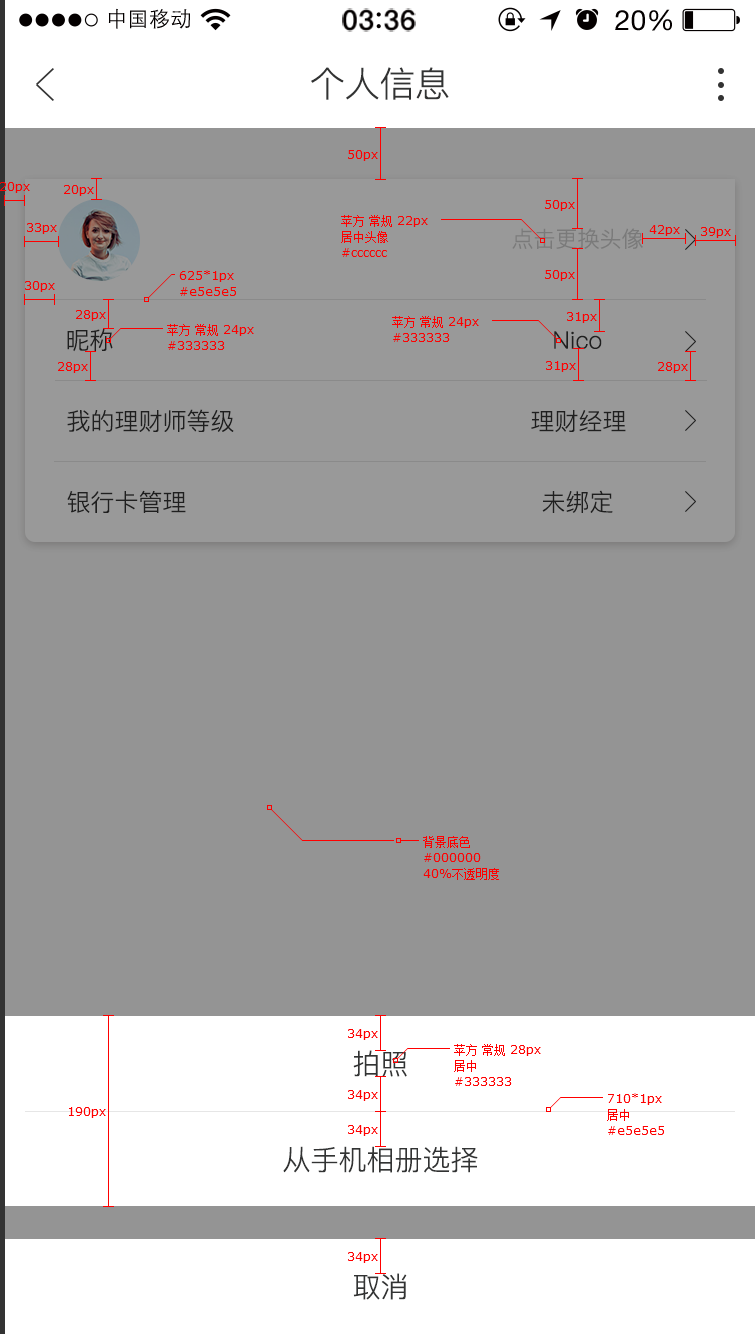 中国移动 03:36 20%
个人信息
50px
20px
20px
33px
苹方 常规 22px
居中头像
#cccccc
50px
点击更换头像
42px
39px
50px
30px
625*1px
#e5e5e5
28px
昵称
苹方 常规 24px
#333333
苹方 常规 24px
#333333
31px
Nico
28px
31px
28px
我的理财师等级
理财经理
银行卡管理
未绑定
背景底色
#000000
40%不透明度
34px
拍照
苹方 常规 28px
居中
#333333
34px
190px
710*1px
居中
#e5e5e5
34px
从手机相册选择
34px
取消